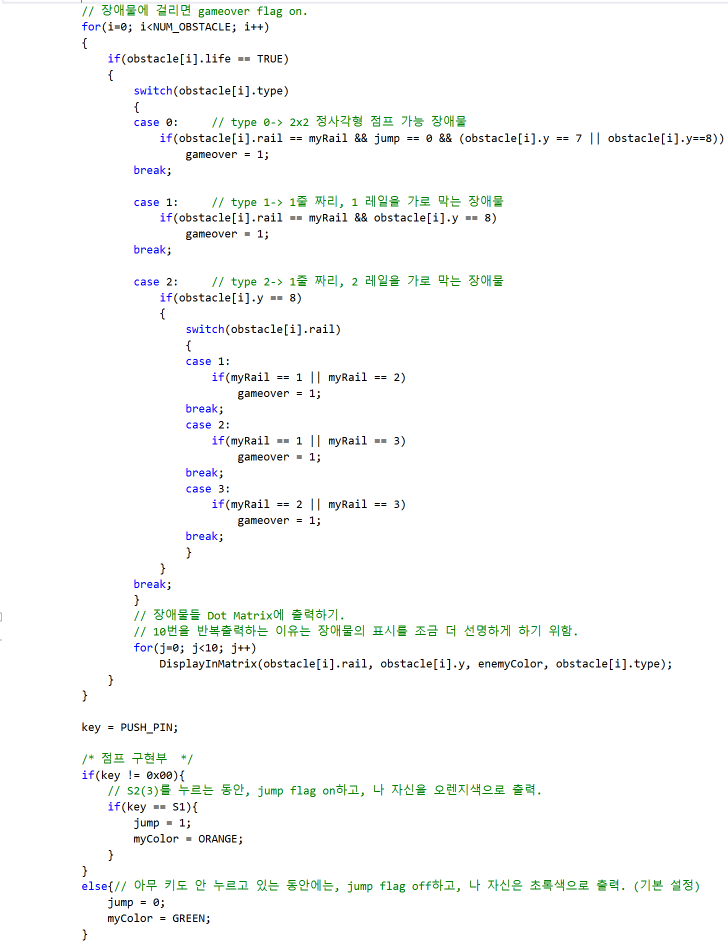 // 장애물에 걸리면 gameover flag on.
for(i=0; i<NUM_OBSTACLE; i++)
{
    if(obstacle[i].life == TRUE)
    {
        switch(obstacle[i].type)
        {
        case 0:     // type 0-> 2x2 정사각형 점프 가능 장애물
            if(obstacle[i].rail == myRail && jump == 0 && (obstacle[i].y == 7 || obstacle[i].y==8))
                gameover = 1;
        break;

        case 1:     // type 1-> 1줄 짜리, 1 레일을 가로 막는 장애물
            if(obstacle[i].rail == myRail && obstacle[i].y == 8)
                gameover = 1;
        break;

        case 2:     // type 2-> 1줄 짜리, 2 레일을 가로 막는 장애물
            if(obstacle[i].y == 8)
            {
                switch(obstacle[i].rail)
                {
                case 1:
                    if(myRail == 1 || myRail == 2)
                        gameover = 1;
                break;
                case 2:
                    if(myRail == 1 || myRail == 3)
                        gameover = 1;
                break;
                case 3:
                    if(myRail == 2 || myRail == 3)
                        gameover = 1;
                break;
                }
            }
        break;
        }
        // 장애물들 Dot Matrix에 출력하기.
        // 10번을 반복출력하는 이유는 장애물의 표시를 조금 더 선명하게 하기 위함.
        for(j=0; j<10; j++)
            DisplayInMatrix(obstacle[i].rail, obstacle[i].y, enemyColor, obstacle[i].type);
    }
}

key = PUSH_PIN;

/* 점프 구현부  */
if(key != 0x00){
    // S2(3)를 누르는 동안, jump flag on하고, 나 자신을 오렌지색으로 출력.
    if(key == S1){
        jump = 1;
        myColor = ORANGE;
    }
}
else{// 아무 키도 안 누르고 있는 동안에는, jump flag off하고, 나 자신은 초록색으로 출력. (기본 설정)
    jump = 0;
    myColor = GREEN;
}